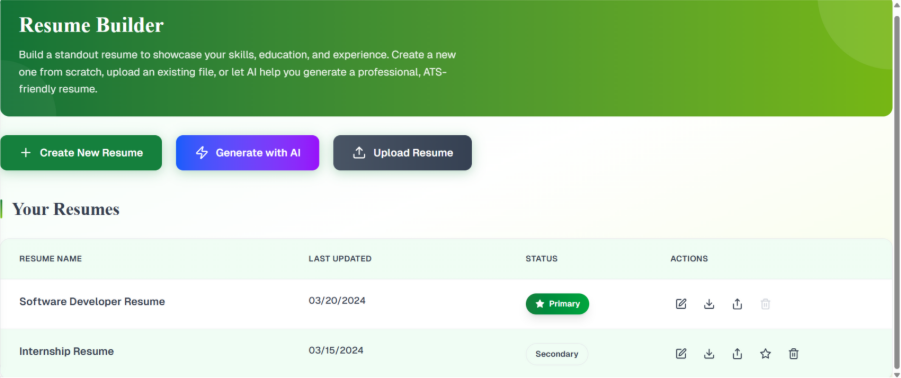 Resume Builder
Build a standout resume to showcase your skills, education, and experience. Create a new
one from scratch, upload an existing file, or let AI help you generate a professional, ATS-
friendly resume.
Create New Resume
Generate with AI
Upload Resume
Your Resumes
RESUME NAME LAST UPDATED STATUS ACTIONS
Software Developer Resume 03/20/2024 Primary
Internship Resume 03/15/2024 Secondary